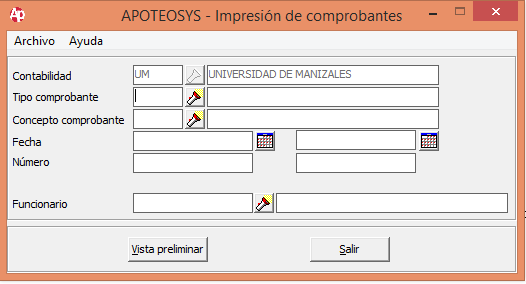 Ap APOTEOSYS - Impresión de comprobantes
Archivo Ayuda
Contabilidad UM UNIVERSIDAD DE MANIZALES
Tipo comprobante
Concepto comprobante
Fecha
Número
Funcionario
Vista preliminar Salir